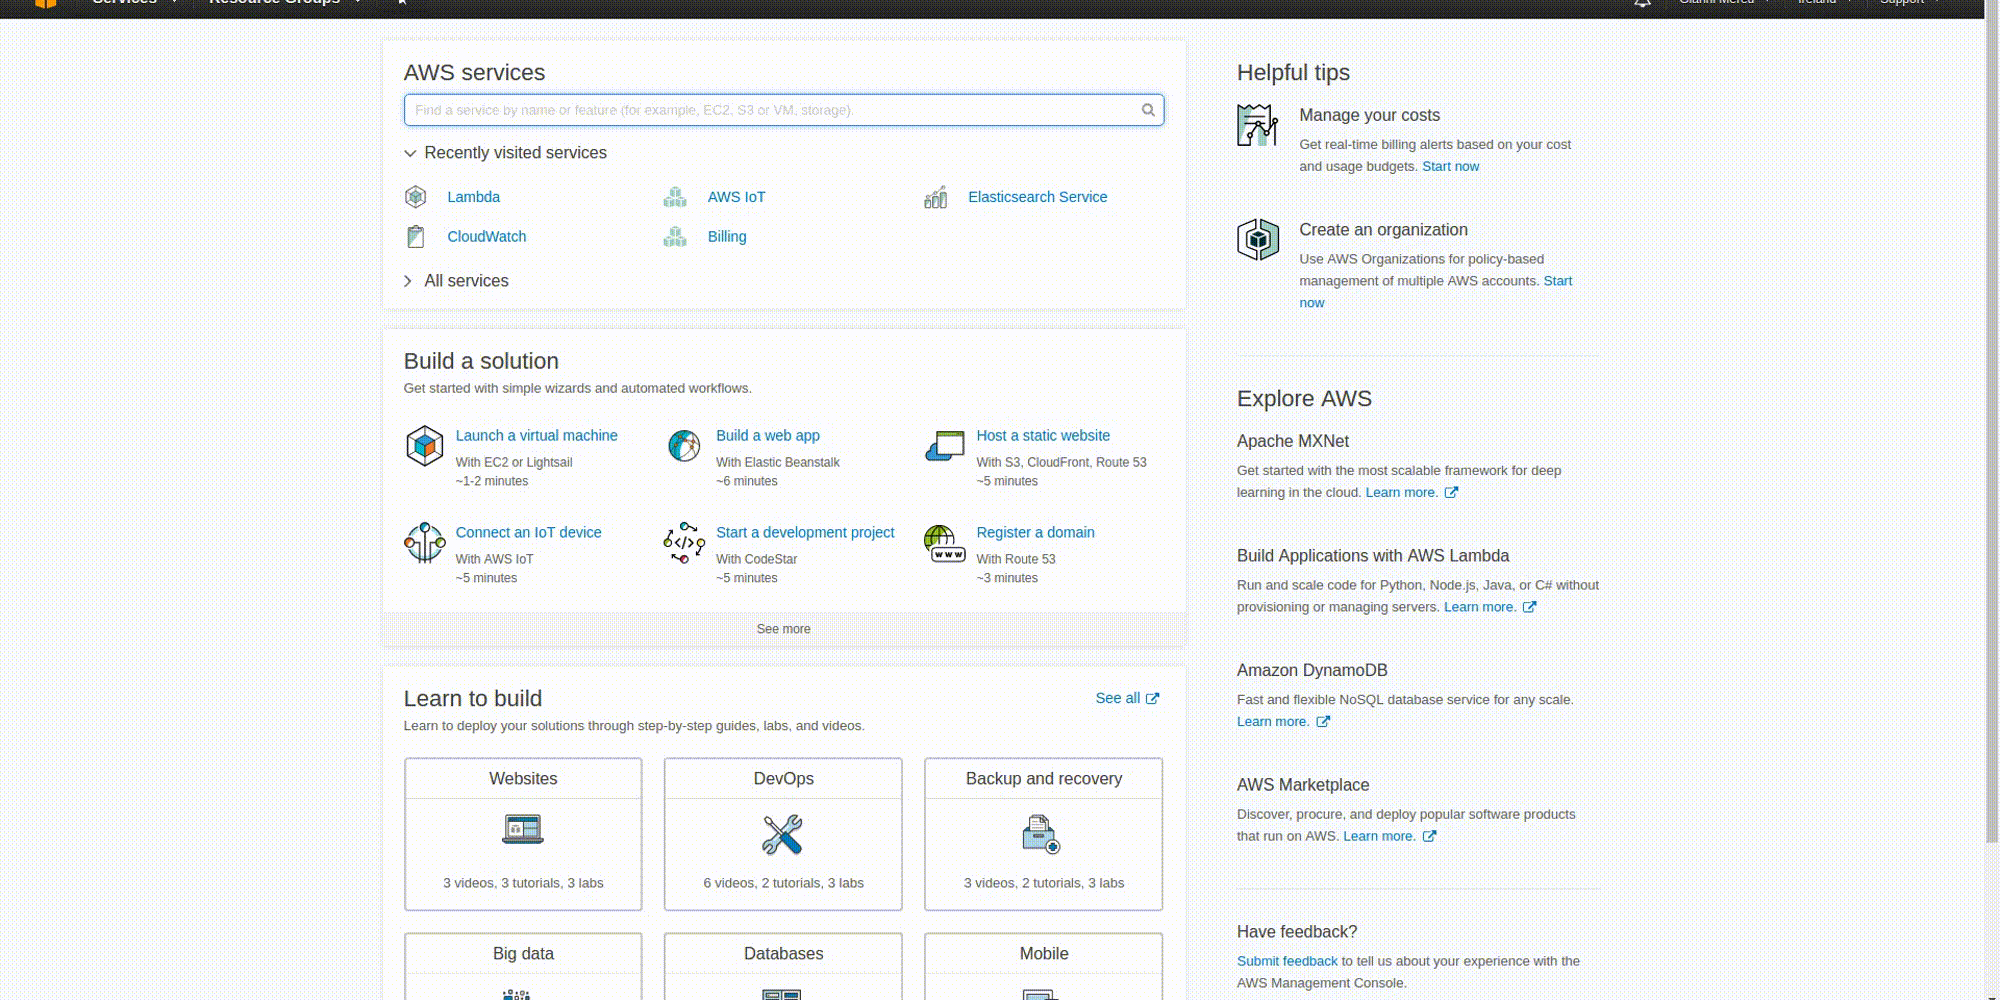 Services Resource Groups Gianni Mereu Ireland Support
AWS services
Find a service by name or feature (for example, EC2, S3 or VM, storage).
Recently visited services
Lambda AWS IoT Elasticsearch Service
CloudWatch Billing
All services
Build a solution
Get started with simple wizards and automated workflows.
Launch a virtual machine Build a web app Host a static website
With EC2 or Lightsail With Elastic Beanstalk With S3, CloudFront, Route 53
~1-2 minutes ~6 minutes ~5 minutes
Connect an IoT device Start a development project Register a domain
With AWS IoT With CodeStar With Route 53
~5 minutes ~5 minutes ~3 minutes
See more
Learn to build See all
Learn to deploy your solutions through step-by-step guides, labs, and videos.
Websites DevOps Backup and recovery
3 videos, 3 tutorials, 3 labs 6 videos, 2 tutorials, 3 labs 3 videos, 2 tutorials, 3 labs
Big data Databases Mobile
Helpful tips
Manage your costs
Get real-time billing alerts based on your cost
and usage budgets. Start now
Create an organization
Use AWS Organizations for policy-based
management of multiple AWS accounts. Start
now
Explore AWS
Apache MXNet
Get started with the most scalable framework for deep
learning in the cloud. Learn more.
Build Applications with AWS Lambda
Run and scale code for Python, Node.js, Java, or C# without
provisioning or managing servers. Learn more.
Amazon DynamoDB
Fast and flexible NoSQL database service for any scale.
Learn more.
AWS Marketplace
Discover, procure, and deploy popular software products
that run on AWS. Learn more.
Have feedback?
Submit feedback to tell us about your experience with the
AWS Management Console.